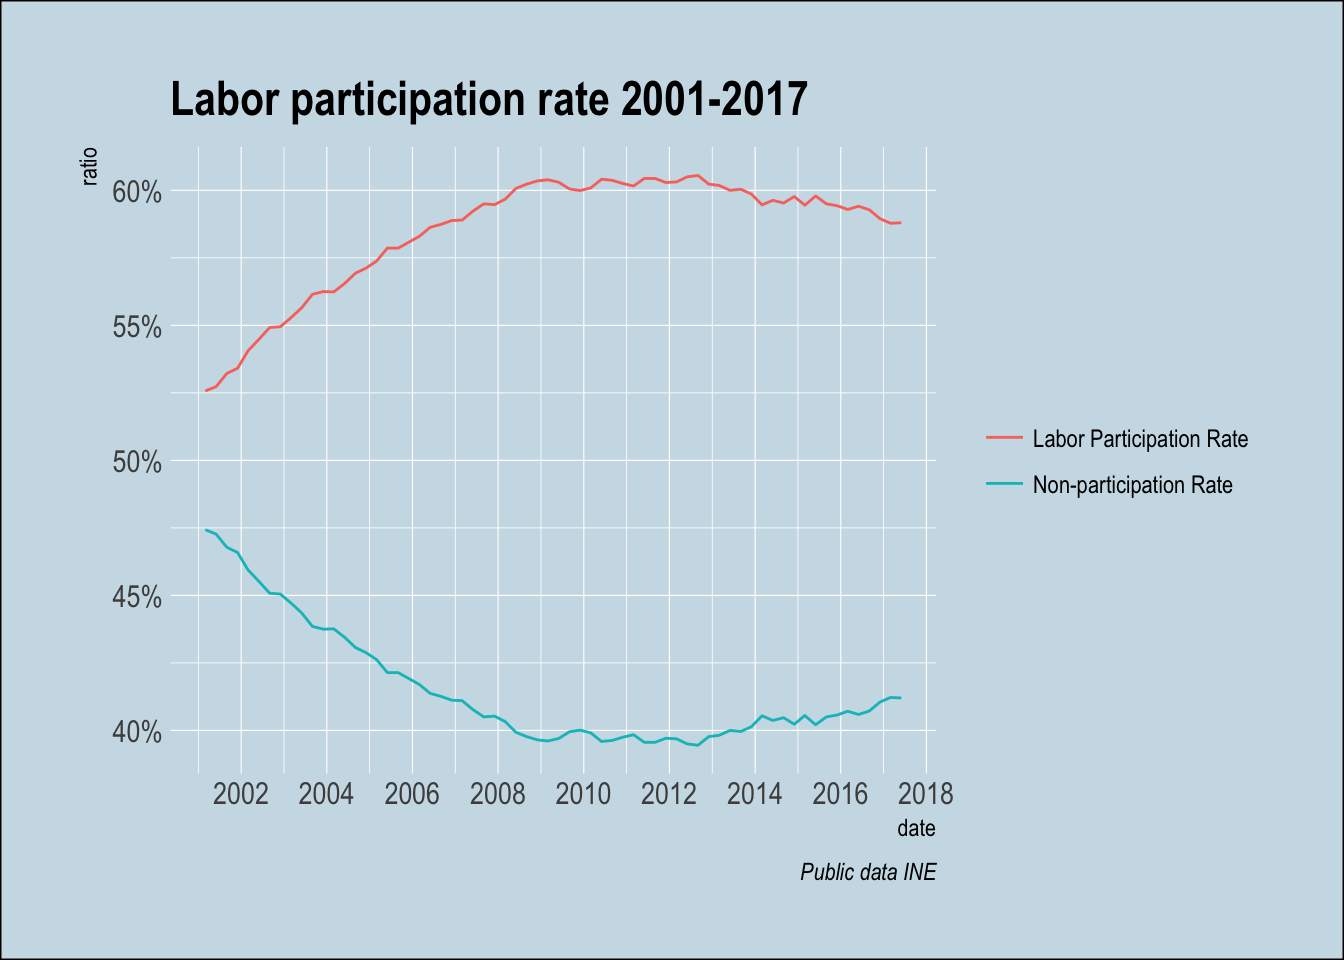 Labor participation rate 2001-2017
ratio
60%
55%
50%
45%
40%
2002 2004 2006 2008 2010 2012 2014 2016 2018
date
Labor Participation Rate
Non-participation Rate
Public data INE